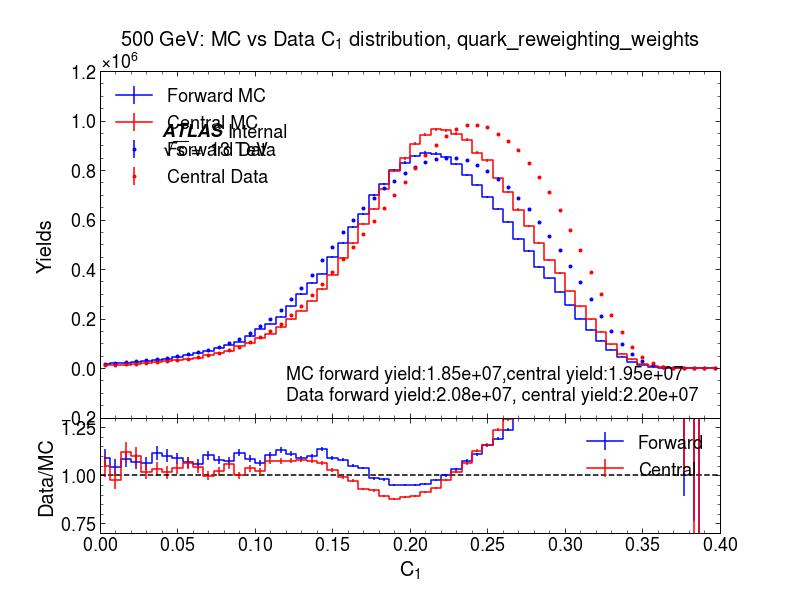 500 GeV: MC vs Data C1 distribution, quark_reweighting_weights
×10^6
1.2
1.0
0.8
0.6
0.4
0.2
0.0
0.2
Yields
Forward MC
Central MC
ATLAS Internal
√s = 13 TeV
Forward Data
Central Data
MC forward yield:1.85e+07,central yield:1.95e+07
Data forward yield:2.08e+07, central yield:2.20e+07
1.25
1.00
0.75
Data/MC
Forward
Central
0.00 0.05 0.10 0.15 0.20 0.25 0.30 0.35 0.40
C1